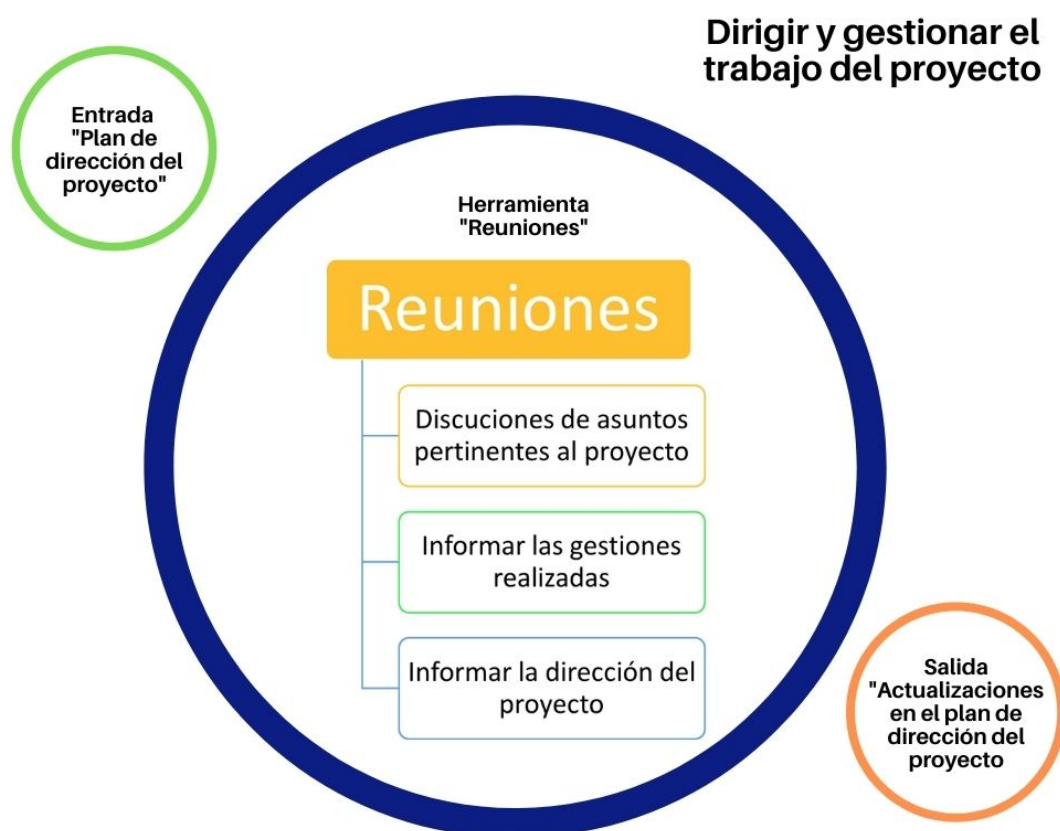 Dirigir y gestionar el
trabajo del proyecto
Entrada
"Plan de
dirección del
proyecto"
Herramienta
"Reuniones"
Reuniones
Discuciones de asuntos
pertinentes al proyecto
Informar las gestiones
realizadas
Informar la dirección del
proyecto
Salida
"Actualizaciones
en el plan de
dirección del
proyecto